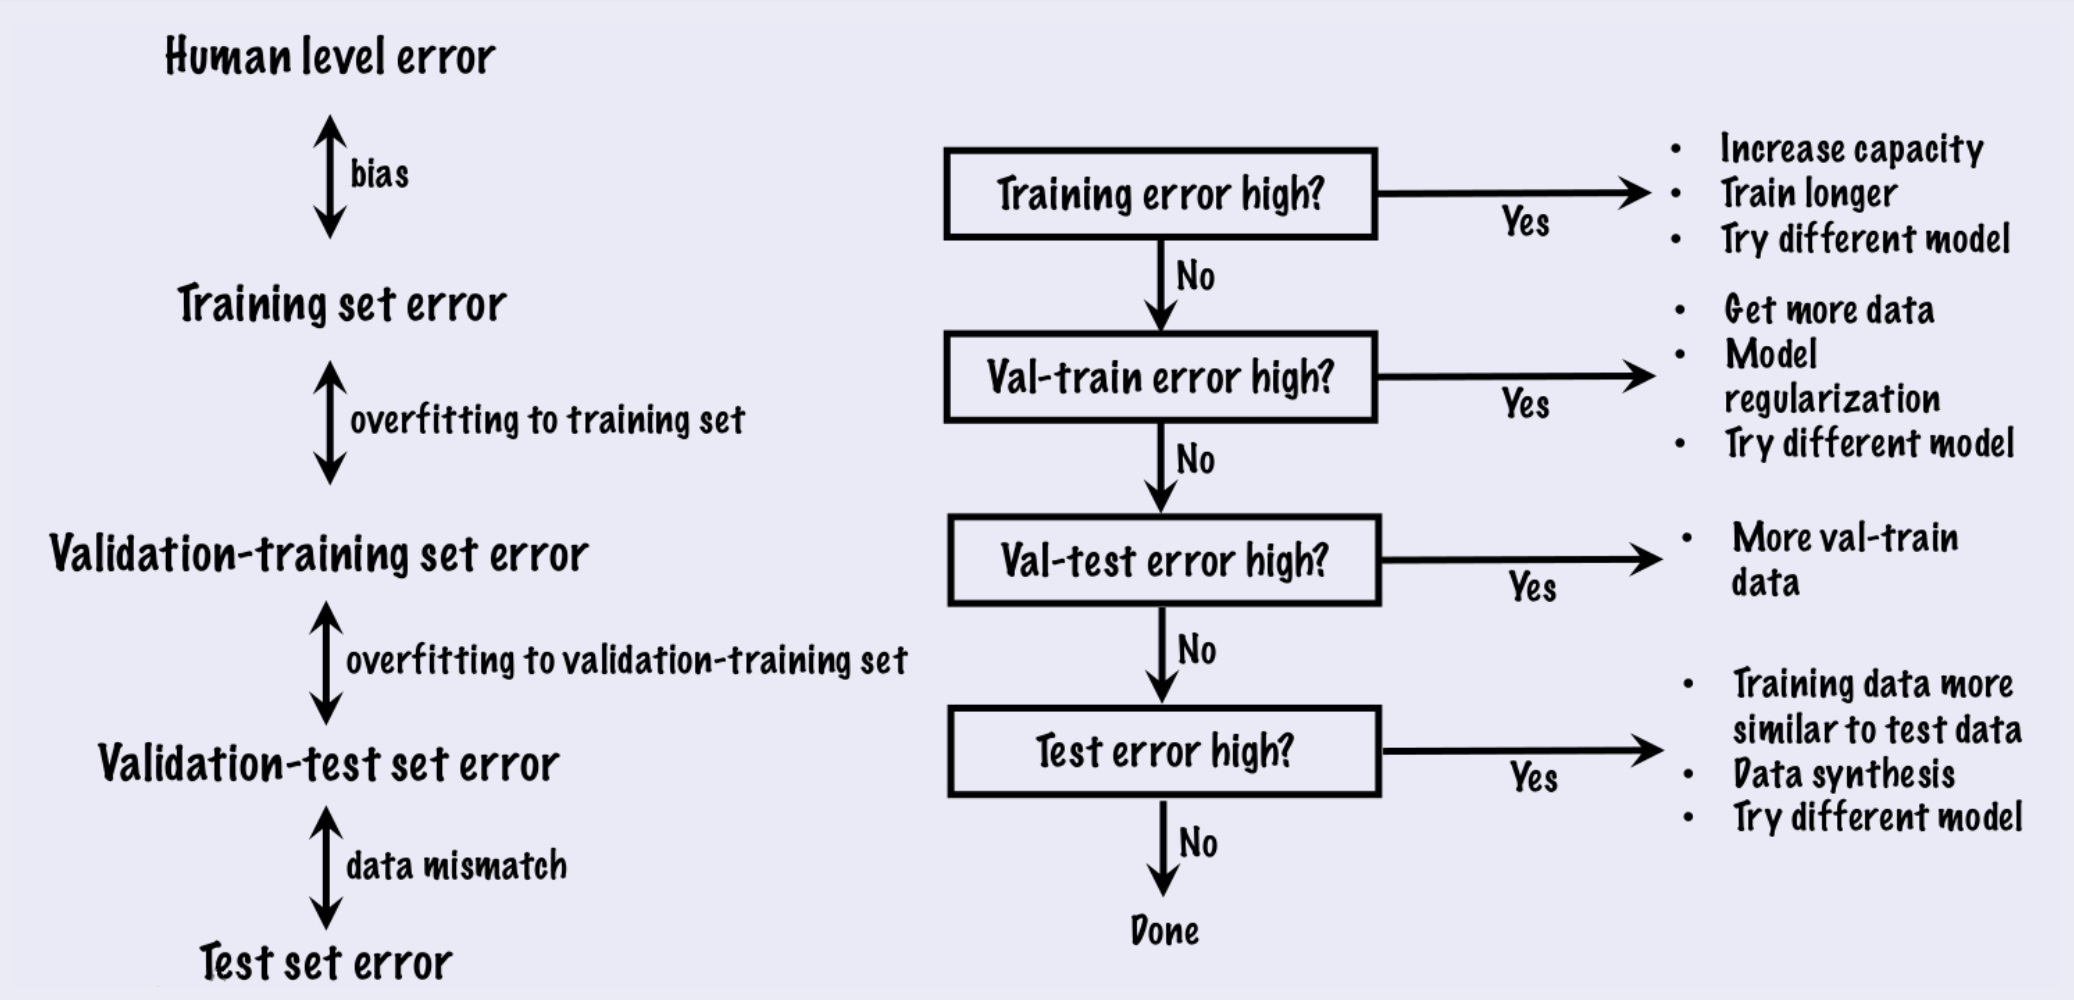 Human level error
bias
Training set error
overfitting to training set
Validation-training set error
overfitting to validation-training set
Validation-test set error
data mismatch
Test set error
Training error high?
Yes
• Increase capacity
• Train longer
• Try different model
No
Val-train error high?
Yes
• Get more data
• Model
regularization
• Try different model
No
Val-test error high?
Yes
• More val-train
data
No
Test error high?
Yes
• Training data more
similar to test data
• Data synthesis
• Try different model
No
Done